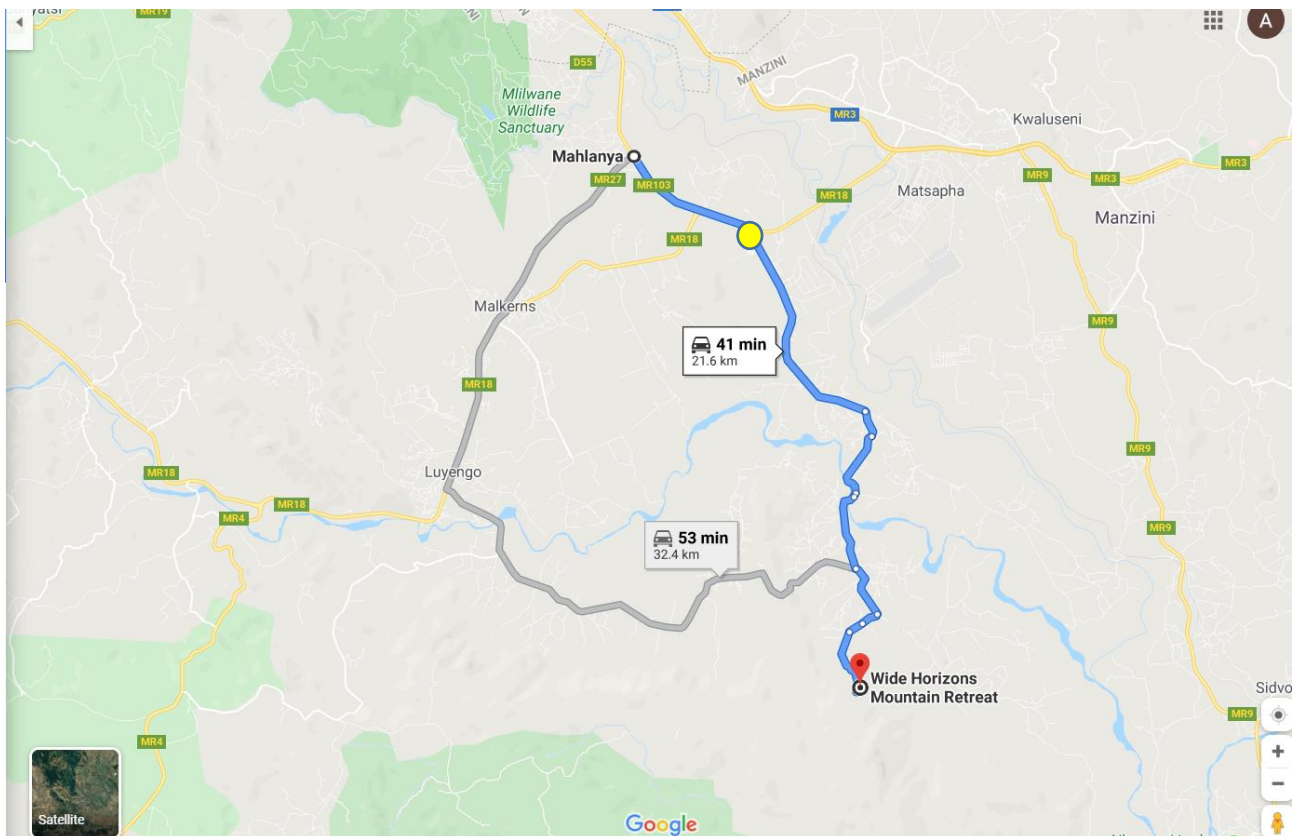 MR19
D55
MANZINI
A
Mlilwane
Wildlife
Sanctuary
MR3
Kwaluseni
Mahlanya
MR27
MR103
MR18
MR9
MR3
MR3
Matsapha
Manzini
MR18
Malkerns
MR9
41 min
21.6 km
MR18
MR9
Luyengo
MR18
MR18
MR4
MR9
53 min
32.4 km
Wide Horizons
Mountain Retreat
Sidvo
MR9
MR4
Satellite
Google